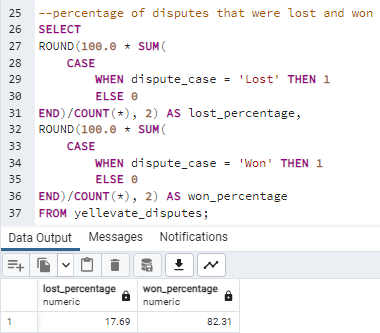 25 --percentage of disputes that were lost and won
26 SELECT
27 ROUND(100.0 * SUM(
28 CASE
29 WHEN dispute_case = 'Lost' THEN 1
30 ELSE 0
31 END)/COUNT(*), 2) AS lost_percentage,
32 ROUND(100.0 * SUM(
33 CASE
34 WHEN dispute_case = 'Won' THEN 1
35 ELSE 0
36 END)/COUNT(*), 2) AS won_percentage
37 FROM yellevate_disputes;
Data Output Messages Notifications
lost_percentage won_percentage
numeric numeric
1 17.69 82.31